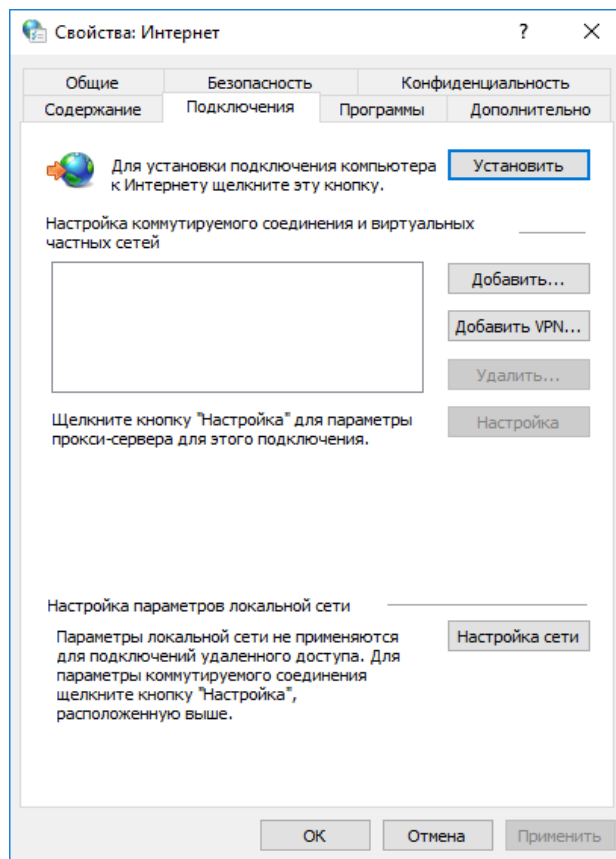 Свойства: Интернет
Общие Безопасность Конфиденциальность
Содержание Подключения Программы Дополнительно
Для установки подключения компьютера
к Интернету щелкните эту кнопку.
Установить
Настройка коммутируемого соединения и виртуальных
частных сетей
Добавить...
Добавить VPN...
Удалить...
Щелкните кнопку "Настройка" для параметры
прокси-сервера для этого подключения.
Настройка
Настройка параметров локальной сети
Параметры локальной сети не применяются
для подключений удаленного доступа. Для
параметры коммутируемого соединения
щелкните кнопку "Настройка",
расположенную выше.
Настройка сети
ОК Отмена Применить